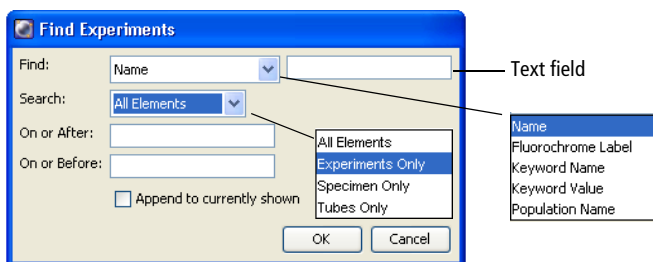 Find Experiments
Find:
Name
Text field
Search:
All Elements
On or After:
On or Before:
Append to currently shown
OK
Cancel
All Elements
Experiments Only
Specimen Only
Tubes Only
Name
Fluorochrome Label
Keyword Name
Keyword Value
Population Name